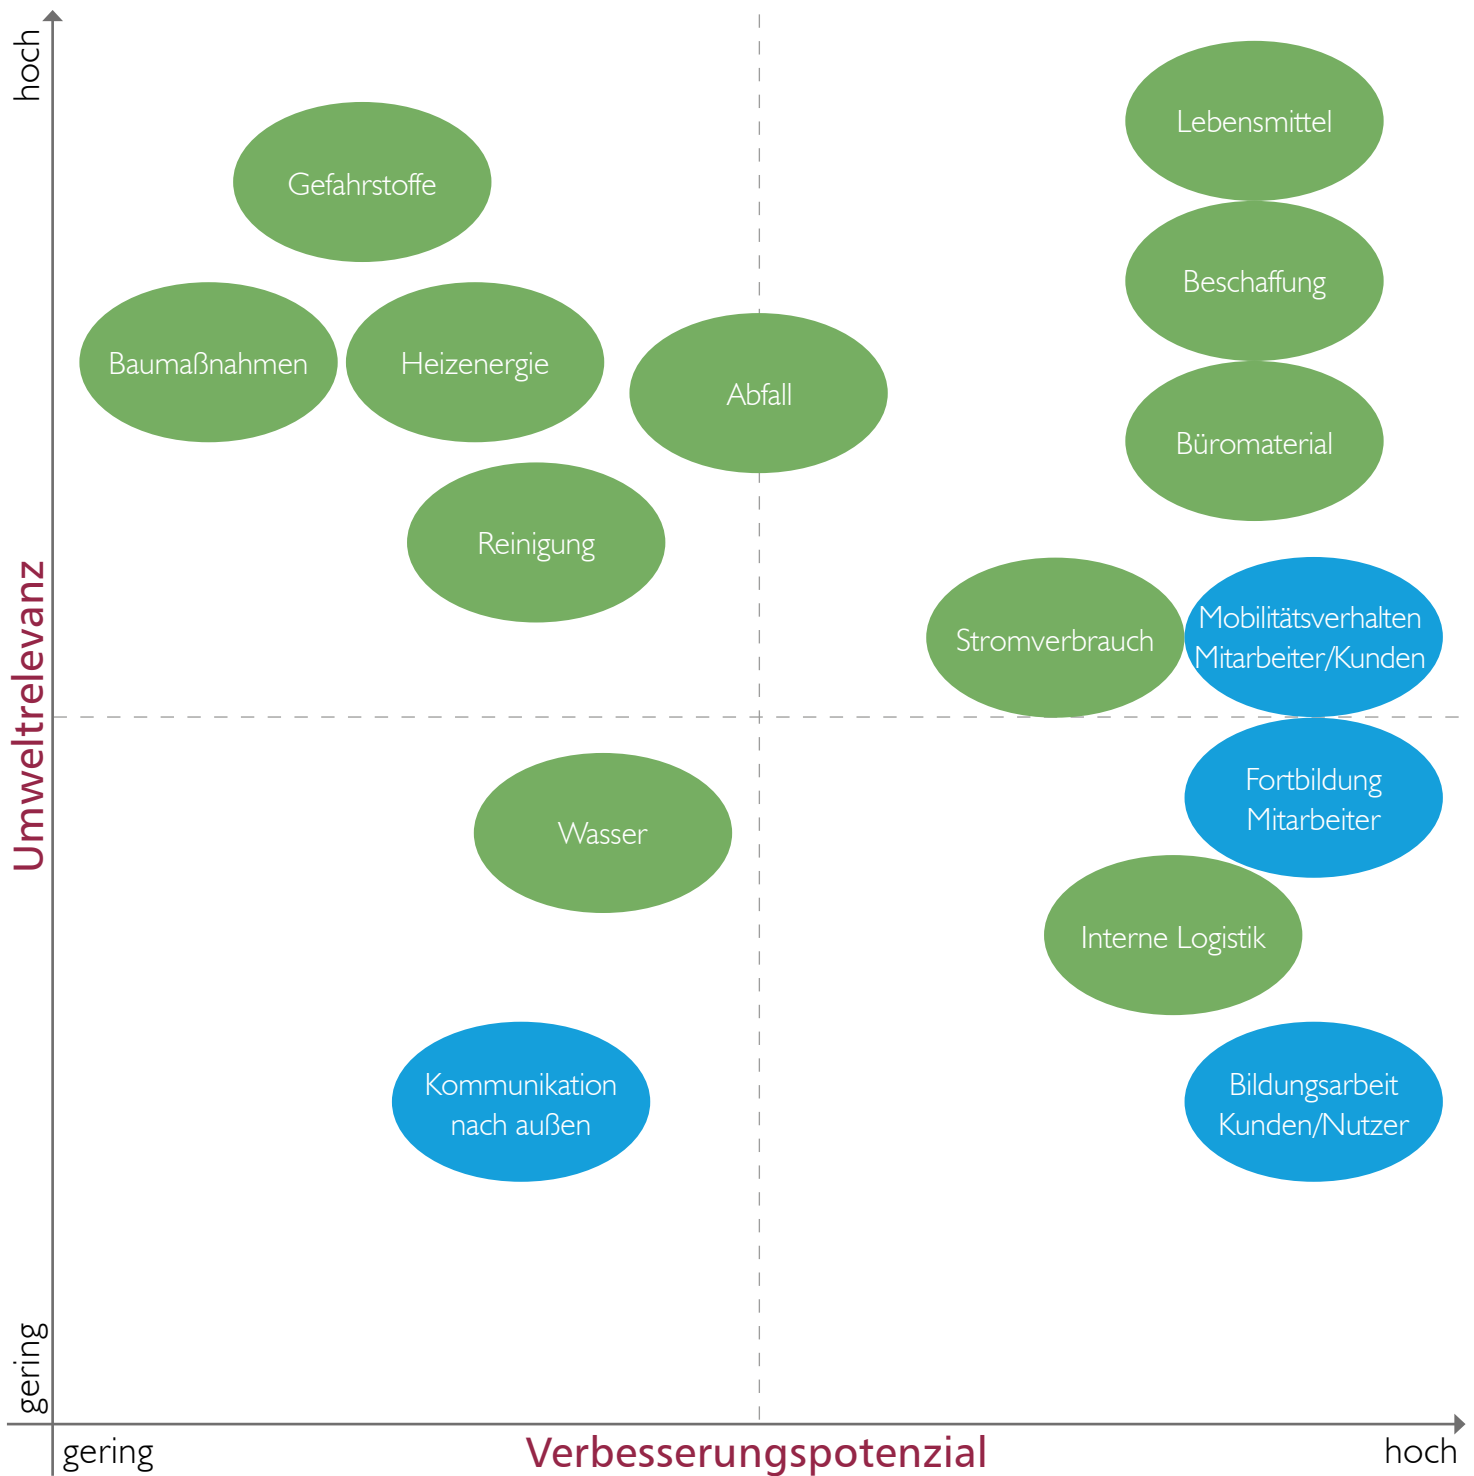 hoch
Lebensmittel
Gefahrstoffe
Beschaffung
Baumaßnahmen
Heizenergie
Abfall
Büromaterial
Reinigung
Umweltrelevanz
Stromverbrauch
Mobilitätsverhalten
Mitarbeiter/Kunden
Wasser
Fortbildung
Mitarbeiter
Interne Logistik
Kommunikation
nach außen
Bildungsarbeit
Kunden/Nutzer
gering
gering
Verbesserungspotenzial
hoch